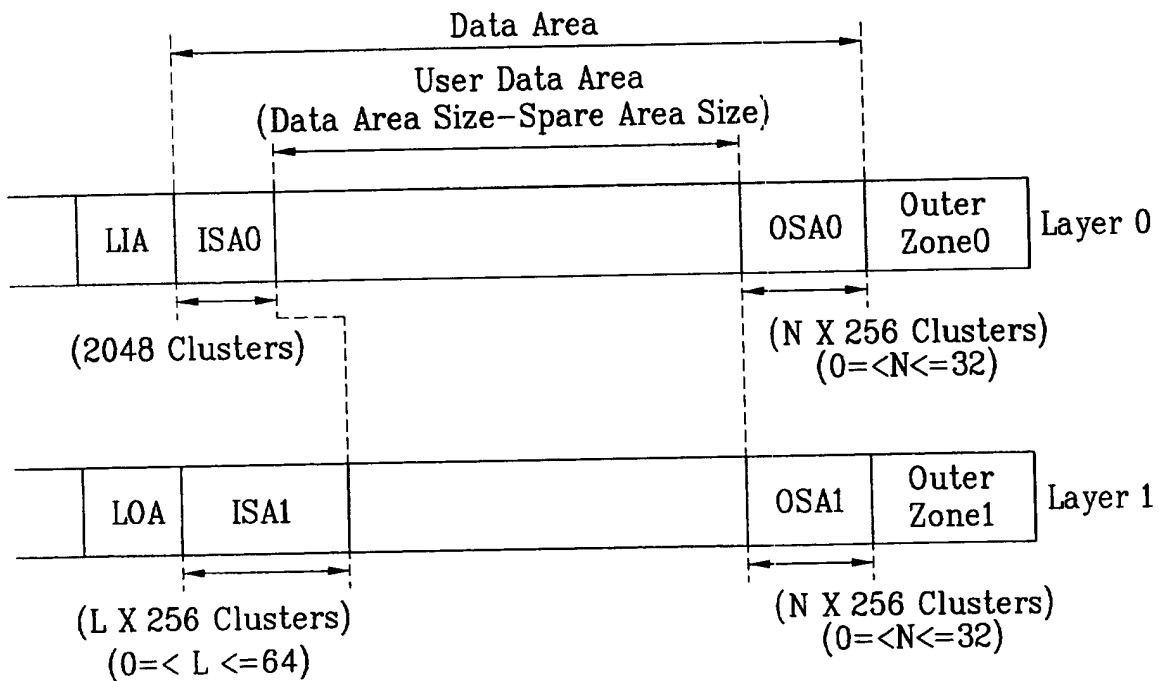 Data Area
User Data Area
(Data Area Size-Spare Area Size)
LIA
ISA0
OSA0
Outer
Zone0
Layer 0
(2048 Clusters)
(N X 256 Clusters)
(0=<N<=32)
LOA
ISA1
OSA1
Outer
Zone1
Layer 1
(L X 256 Clusters)
(0=< L <=64)
(N X 256 Clusters)
(0=<N<=32)